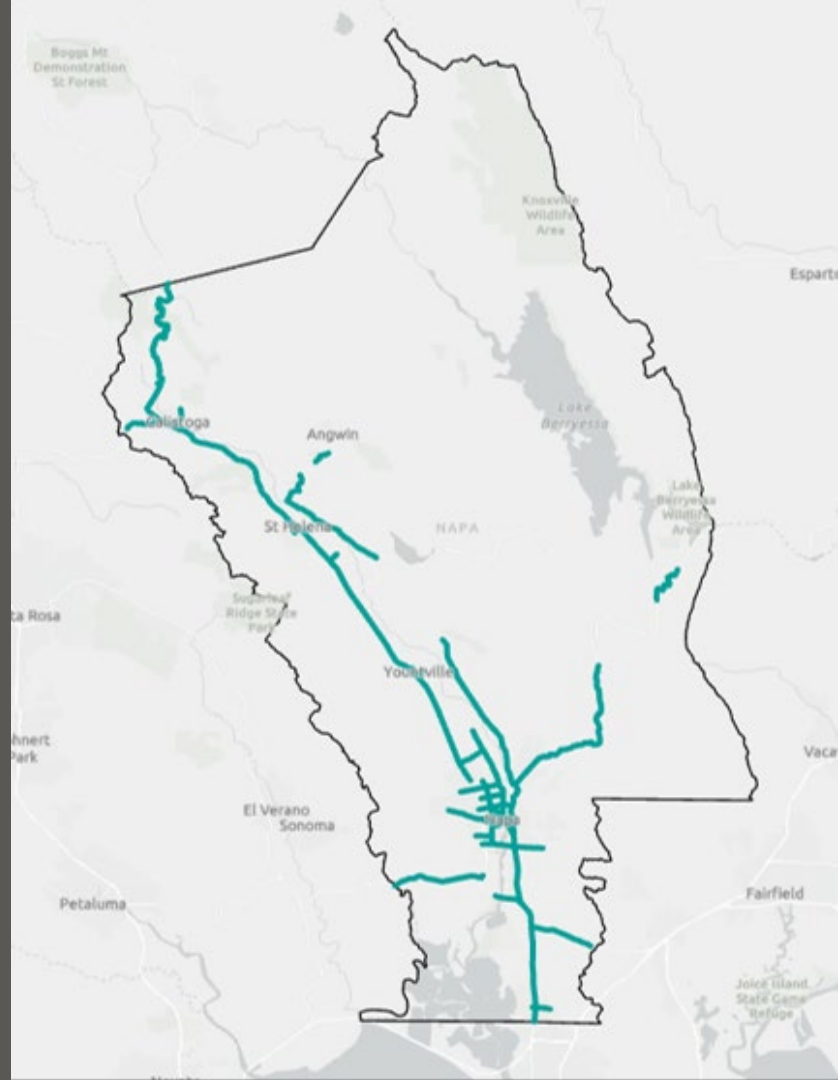 Boggs Mt
Demonstration
St Forest
Knoxville
Wildlife
Area
Esparto
Lake
Berryessa
Calistoga
Angwin
Lake
Berryessa
Wildlife
Area
St Helena
NAPA
Sugarloaf
Ridge State
Park
ta Rosa
Yountville
hnert
Park
Vaca
El Verano
Sonoma
Napa
Petaluma
Fairfield
Joice Island
State Game
Refuge